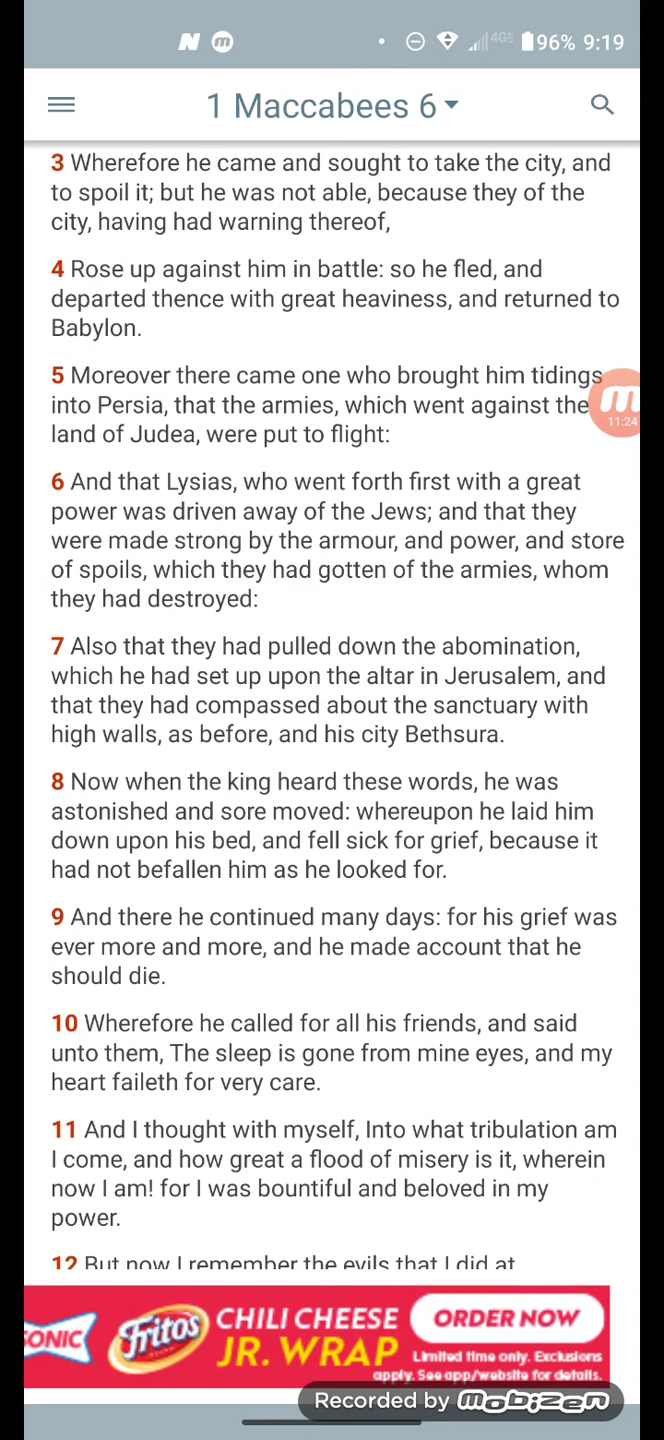 96% 9:19
1 Maccabees 6
3 Wherefore he came and sought to take the city, and
to spoil it; but he was not able, because they of the
city, having had warning thereof,
4 Rose up against him in battle: so he fled, and
departed thence with great heaviness, and returned to
Babylon.
5 Moreover there came one who brought him tidings
into Persia, that the armies, which went against the
land of Judea, were put to flight:
11:24
6 And that Lysias, who went forth first with a great
power was driven away of the Jews; and that they
were made strong by the armour, and power, and store
of spoils, which they had gotten of the armies, whom
they had destroyed:
7 Also that they had pulled down the abomination,
which he had set up upon the altar in Jerusalem, and
that they had compassed about the sanctuary with
high walls, as before, and his city Bethsura.
8 Now when the king heard these words, he was
astonished and sore moved: whereupon he laid him
down upon his bed, and fell sick for grief, because it
had not befallen him as he looked for.
9 And there he continued many days: for his grief was
ever more and more, and he made account that he
should die.
10 Wherefore he called for all his friends, and said
unto them, The sleep is gone from mine eyes, and my
heart faileth for very care.
11 And I thought with myself, Into what tribulation am
I come, and how great a flood of misery is it, wherein
now I am! for I was bountiful and beloved in my
power.
12 But now I remember the evils that I did at
ONIC Fritos CHILI CHEESE
JR. WRAP
ORDER NOW
Limited time only. Exclusions
apply. See app/website for details.
Recorded by mobizen